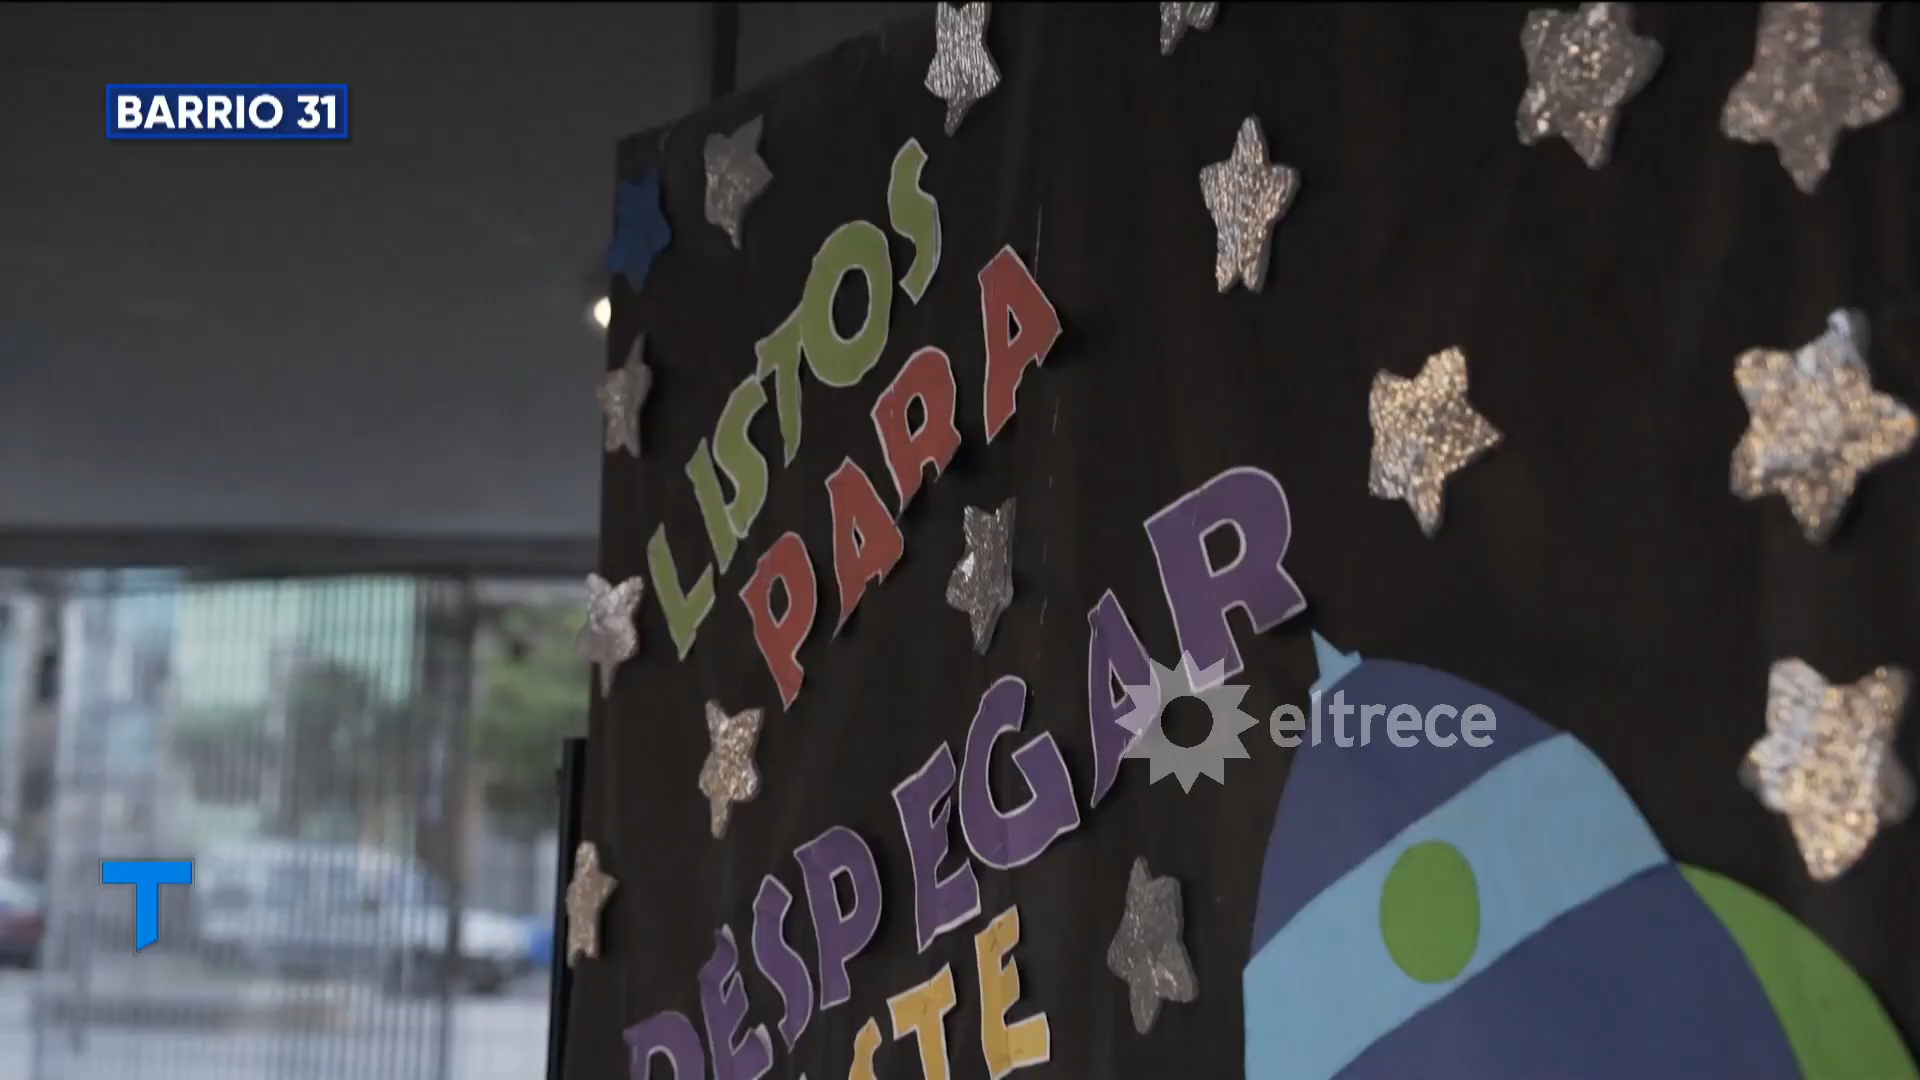 BARRIO 31
LISTOS
PARA
DESPEGAR
eltrece
T